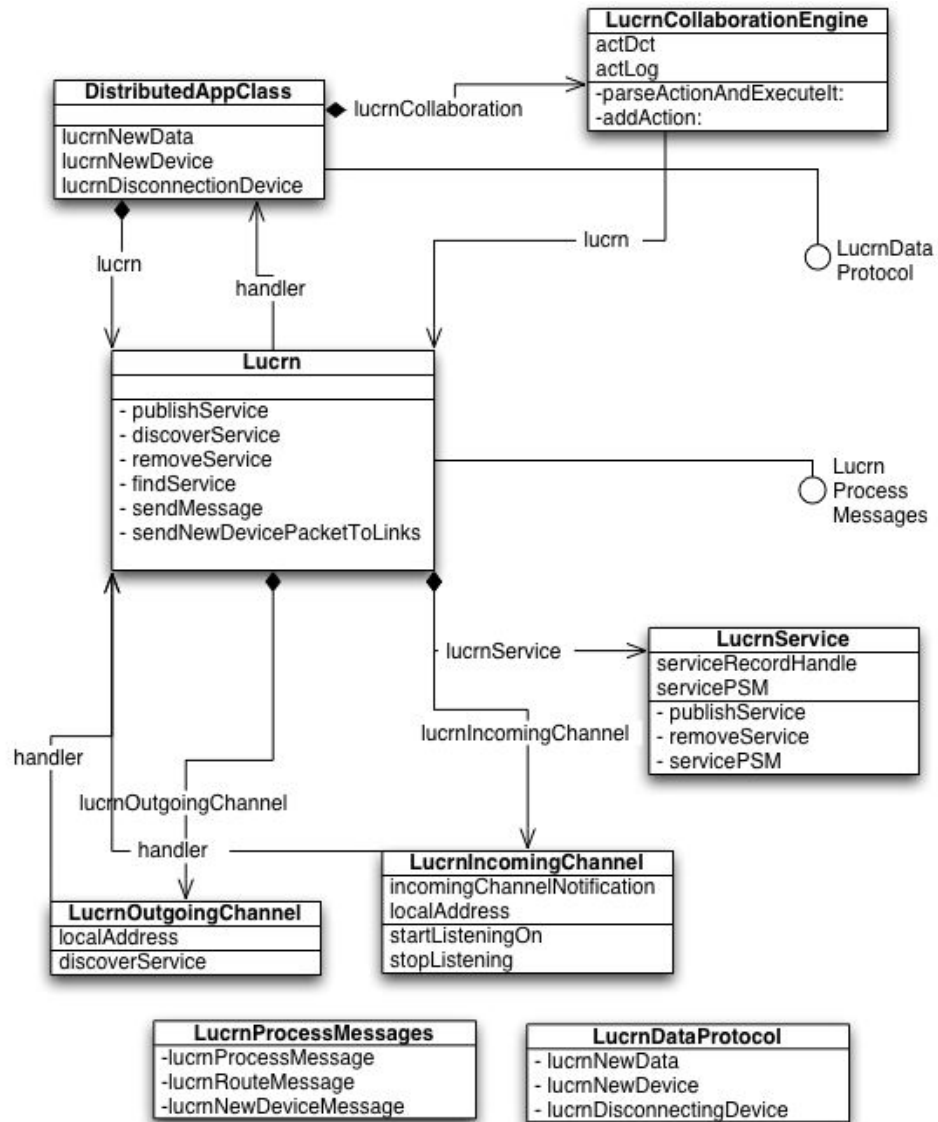 LucrnCollaborationEngine
actDct
actLog
-parseActionAndExecuteIt:
-addAction:
DistributedAppClass
lucrnNewData
lucrnNewDevice
lucrnDisconnectionDevice
lucrnCollaboration
lucrn
handler
lucrn
LucrnData
Protocol
Lucrn
- publishService
- discoverService
- removeService
- findService
- sendMessage
- sendNewDevicePacketToLinks
Lucrn
Process
Messages
lucrnService
LucrnService
serviceRecordHandle
servicePSM
- publishService
- removeService
- servicePSM
lucrnIncomingChannel
handler
lucrnOutgoingChannel
handler
LucrnIncomingChannel
incomingChannelNotification
localAddress
startListeningOn
stopListening
LucrnOutgoingChannel
localAddress
discoverService
LucrnProcessMessages
-lucrnProcessMessage
-lucrnRouteMessage
-lucrnNewDeviceMessage
LucrnDataProtocol
- lucrnNewData
- lucrnNewDevice
- lucrnDisconnectingDevice